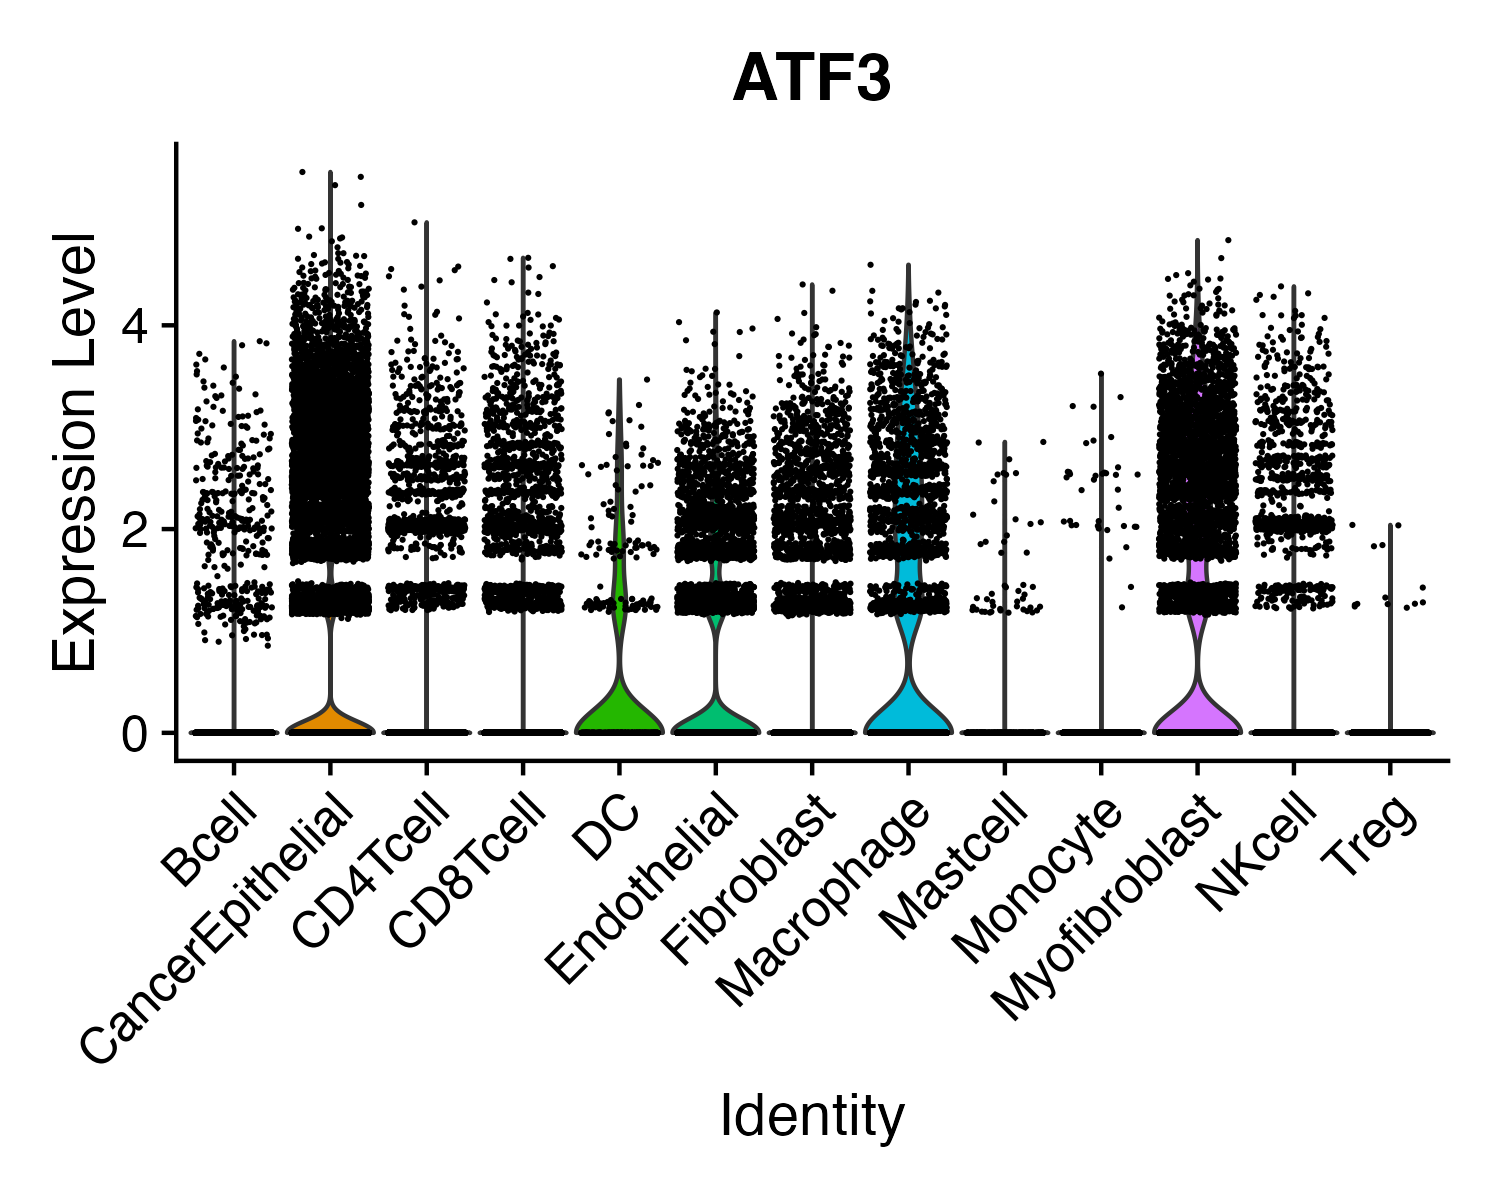 ATF3
Expression Level
4
2
0
Bcell
CancerEpithelial
CD4Tcell
CD8Tcell
DC
Endothelial
Fibroblast
Macrophage
Mastcell
Monocyte
Myofibroblast
NKcell
Treg
Identity